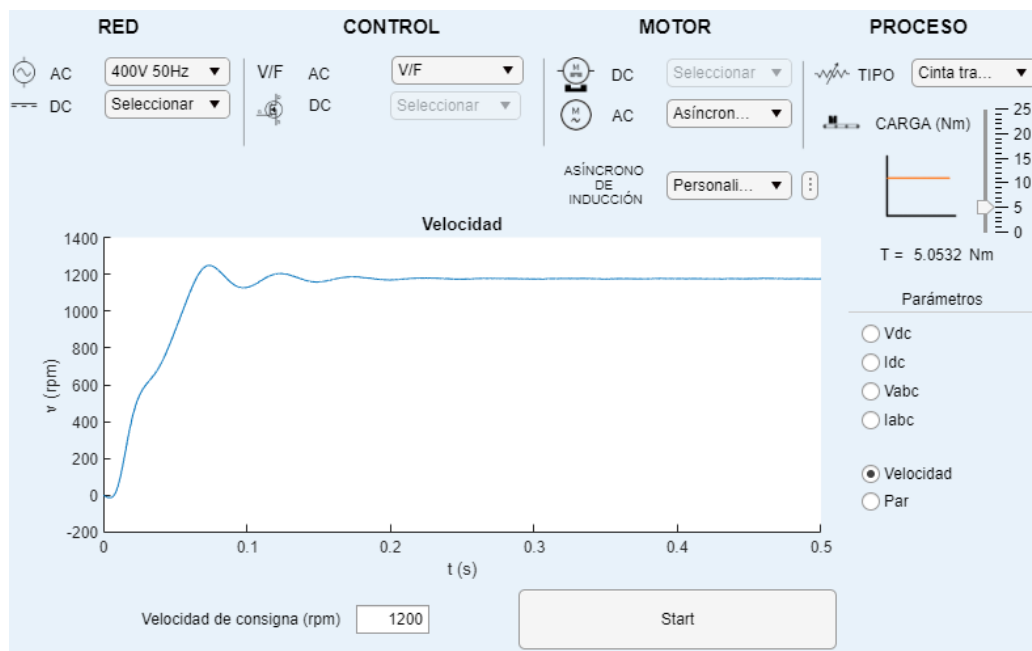 RED CONTROL MOTOR PROCESO
AC 400V 50Hz V/F AC V/F DC Seleccionar TIPO Cinta tra...
DC Seleccionar DC Seleccionar AC Asíncron... CARGA (Nm)
25
20
15
10
5
0
ASÍNCRONO
DE
INDUCCIÓN
Personali...
T = 5.0532 Nm
Velocidad
1400
1200
1000
800
600
400
200
0
-200
v (rpm)
0 0.1 0.2 0.3 0.4 0.5
t (s)
Parámetros
Vdc
Idc
Vabc
Iabc
Velocidad
Par
Velocidad de consigna (rpm) 1200 Start